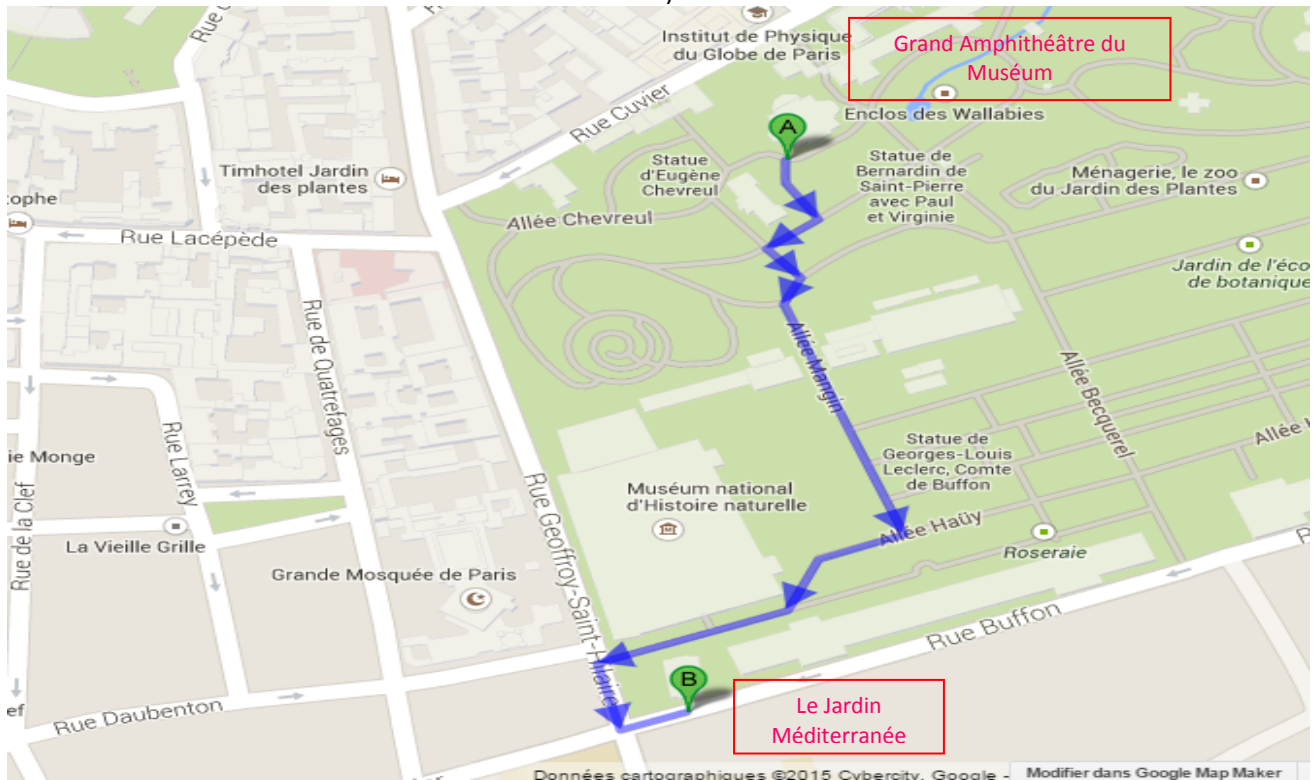 Institut de Physique
du Globe de Paris
Grand Amphithéâtre du
Muséum
Rue Cuvier
Enclos des Wallabies
A
Timhotel Jardin
des plantes
Statue
d'Eugène
Chevreul
Statue de
Bernardin de
Saint-Pierre
avec Paul
et Virginie
Ménagerie, le zoo
du Jardin des Plantes
tophe
Allée Chevreul
Rue Lacépède
Jardin de l'éco
de botanique
Rue de Quatrefages
Allée Mangin
Allée Becquerel
Rue Larrey
ie Monge
Rue de la Clef
Statue de
Georges-Louis
Leclerc, Comte
de Buffon
Allée
Muséum national
d'Histoire naturelle
Rue Geoffroy-Saint-Hilaire
La Vieille Grille
Allée Haüy
Roseraie
Grande Mosquée de Paris
Rue Buffon
B
Le Jardin
Méditerranée
ef
Rue Daubenton
Données cartographiques ©2015 Cybercity, Google -
Modifier dans Google Map Maker